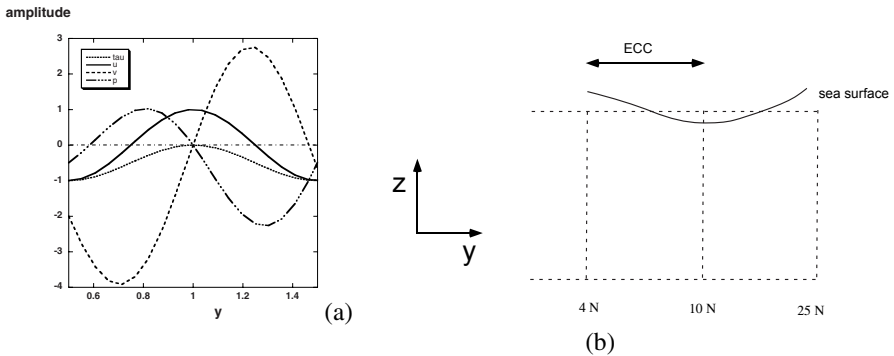 amplitude
3
2
1
0
-1
-2
-3
-4
tau
u
v
p
0.6 0.8 1 1.2 1.4
y
(a)
z
y
ECC
sea surface
4 N 10 N 25 N
(b)